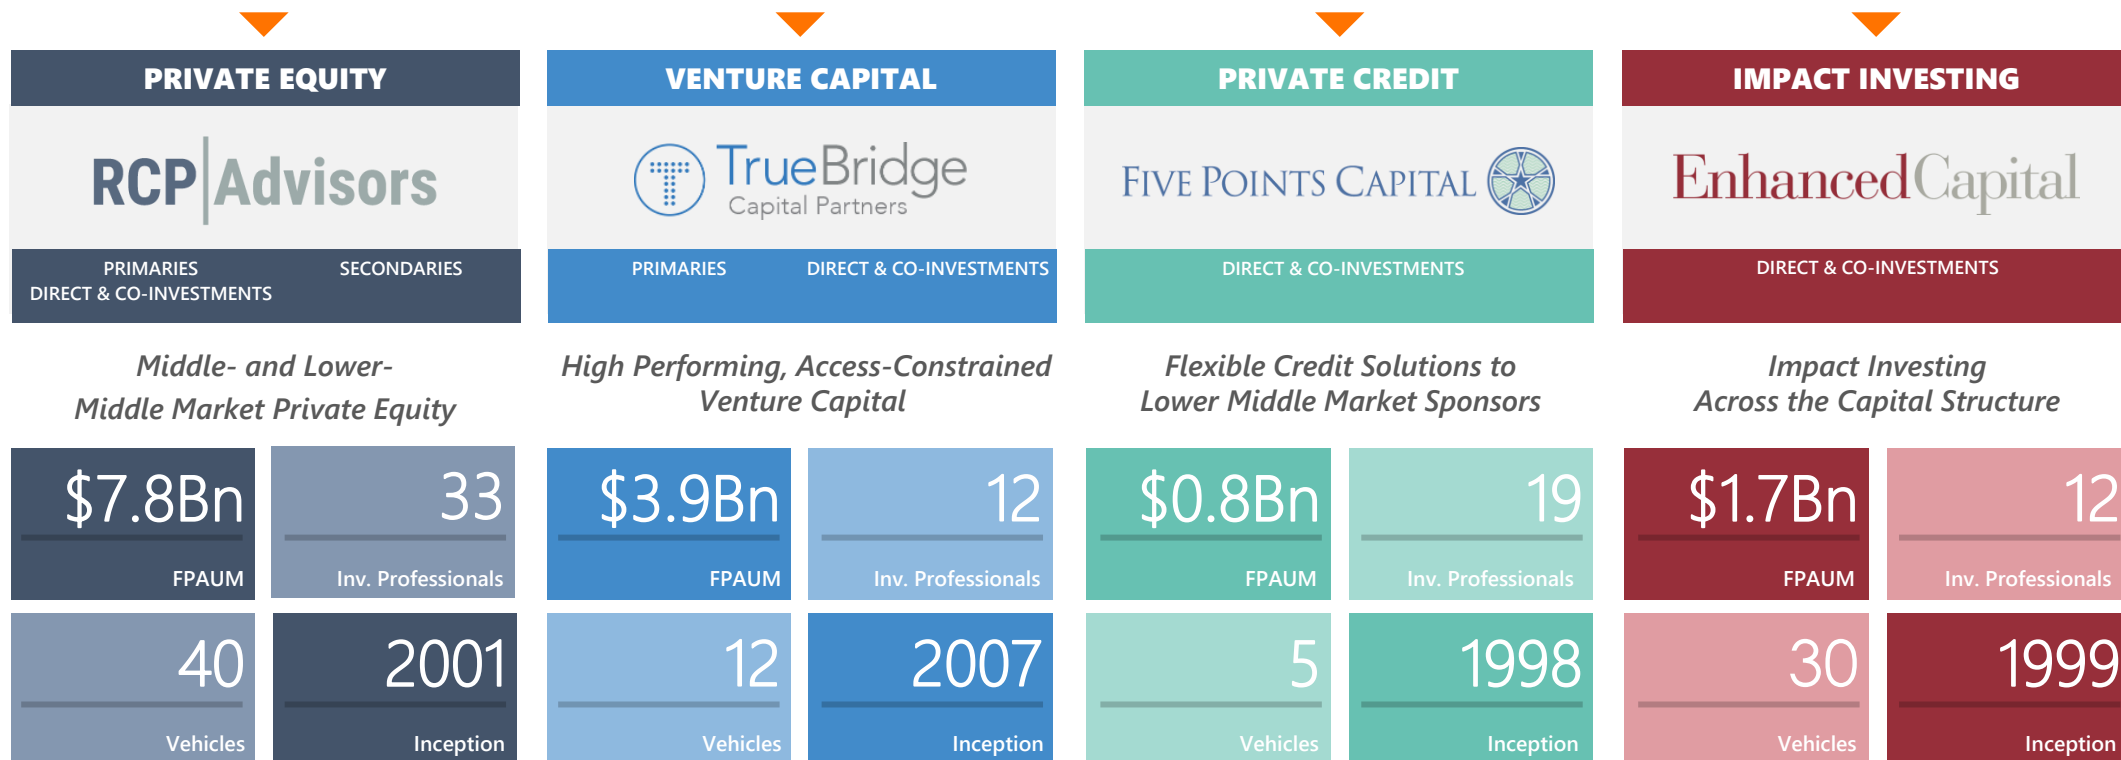 PRIVATE EQUITY
RCP Advisors
PRIMARIES SECONDARIES
DIRECT & CO-INVESTMENTS
Middle- and Lower-
Middle Market Private Equity
$7.8Bn
FPAUM
33
Inv. Professionals
40
Vehicles
2001
Inception
VENTURE CAPITAL
T
TrueBridge
Capital Partners
PRIMARIES DIRECT & CO-INVESTMENTS
High Performing, Access-Constrained
Venture Capital
$3.9Bn
FPAUM
12
Inv. Professionals
12
Vehicles
2007
Inception
PRIVATE CREDIT
FIVE POINTS CAPITAL
DIRECT & CO-INVESTMENTS
Flexible Credit Solutions to
Lower Middle Market Sponsors
$0.8Bn
FPAUM
19
Inv. Professionals
5
Vehicles
1998
Inception
IMPACT INVESTING
EnhancedCapital
DIRECT & CO-INVESTMENTS
Impact Investing
Across the Capital Structure
$1.7Bn
FPAUM
12
Inv. Professionals
30
Vehicles
1999
Inception